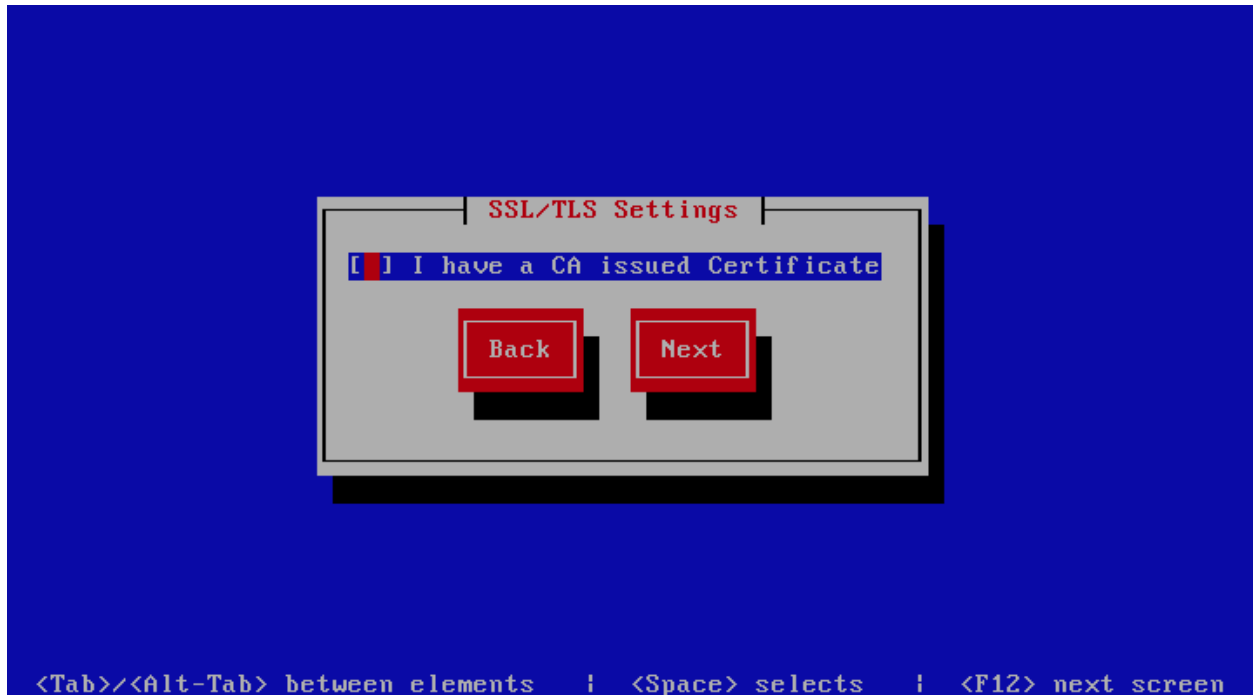 SSL/TLS Settings
[ ] I have a CA issued Certificate
Back Next
<Tab>/<Alt-Tab> between elements ¦ <Space> selects ¦ <F12> next screen